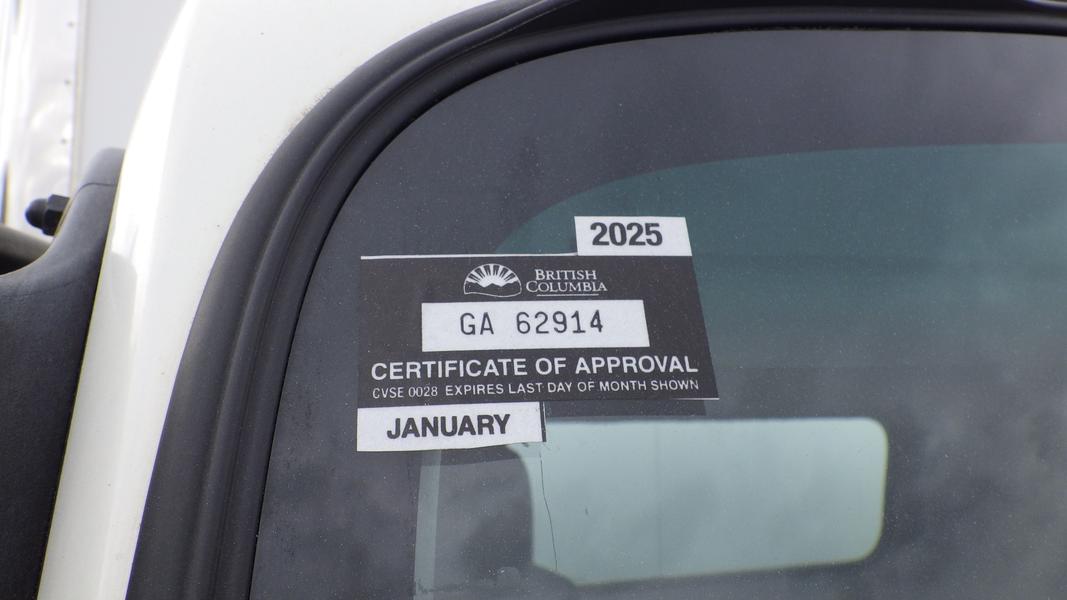 2025
BRITISH
COLUMBIA
GA 62914
CERTIFICATE OF APPROVAL
CVSE 0028 EXPIRES LAST DAY OF MONTH SHOWN
JANUARY